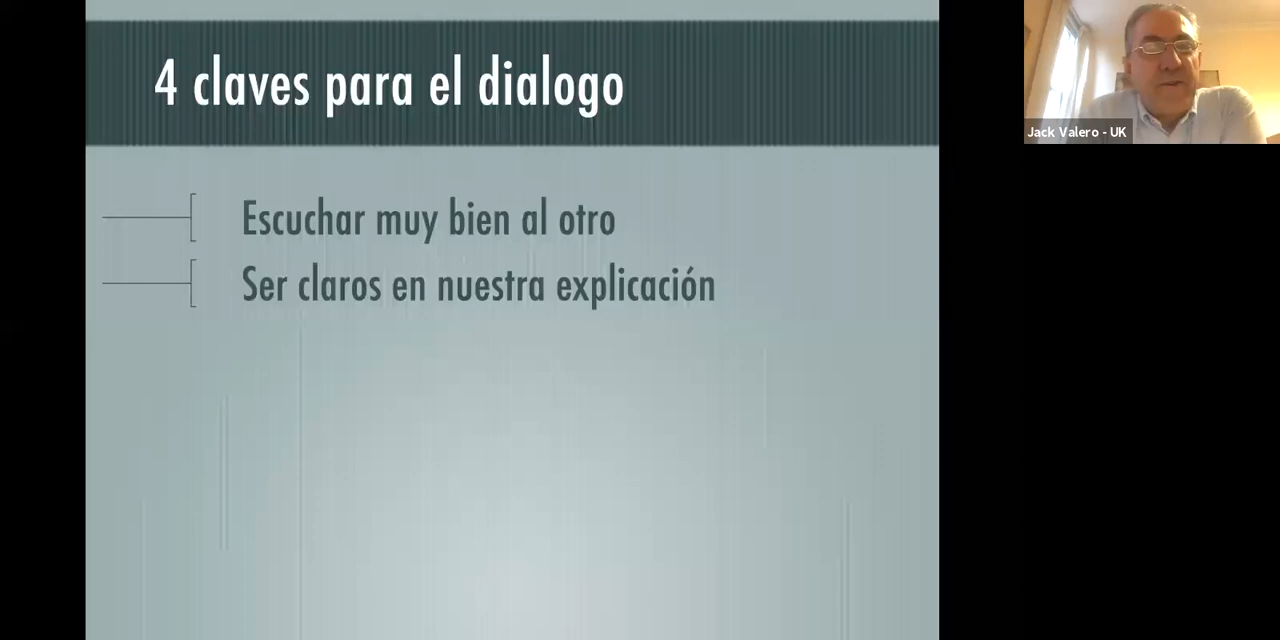 4 claves para el dialogo
Escuchar muy bien al otro
Ser claros en nuestra explicación
Jack Valero - UK